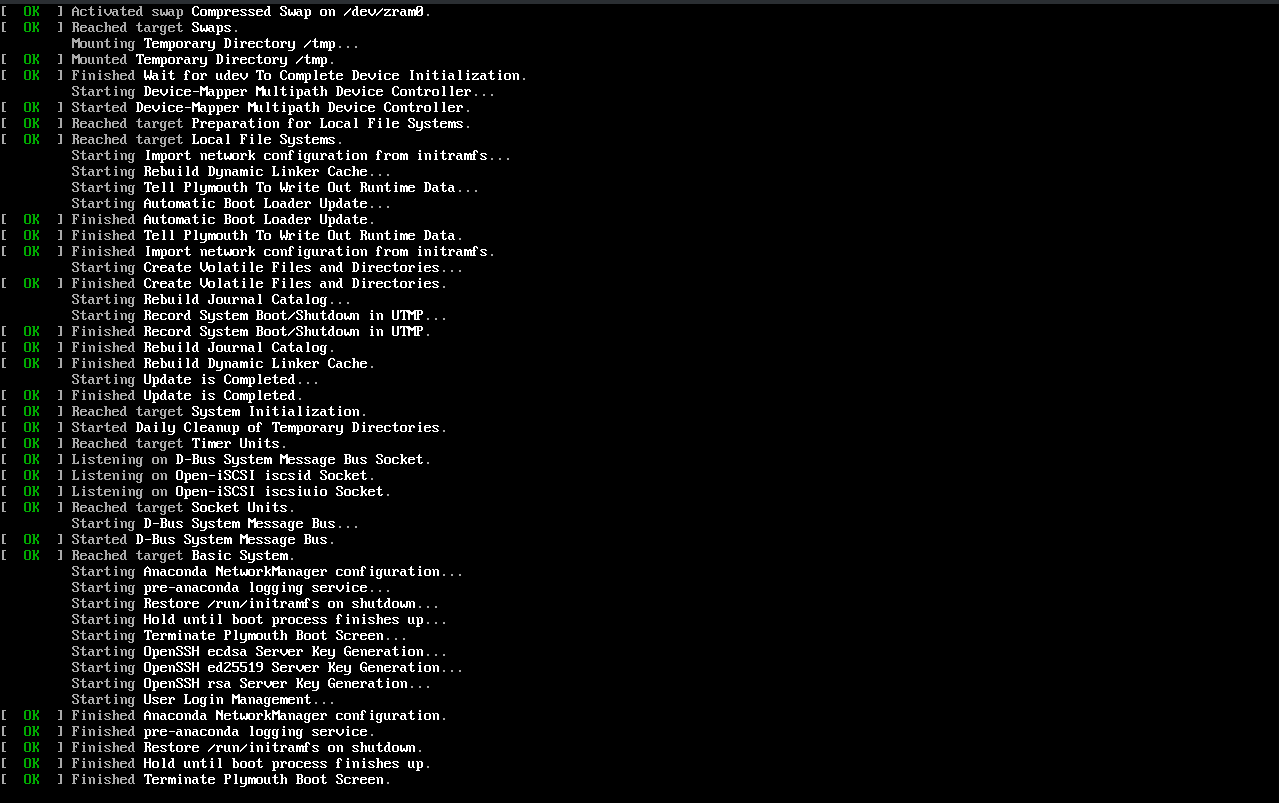 [  OK  ] Activated swap Compressed Swap on /dev/zram0.
[  OK  ] Reached target Swaps.
         Mounting Temporary Directory /tmp...
[  OK  ] Mounted Temporary Directory /tmp.
[  OK  ] Finished Wait for udev To Complete Device Initialization.
         Starting Device-Mapper Multipath Device Controller...
[  OK  ] Started Device-Mapper Multipath Device Controller.
[  OK  ] Reached target Preparation for Local File Systems.
[  OK  ] Reached target Local File Systems.
         Starting Import network configuration from initramfs...
         Starting Rebuild Dynamic Linker Cache...
         Starting Tell Plymouth To Write Out Runtime Data...
         Starting Automatic Boot Loader Update...
[  OK  ] Finished Automatic Boot Loader Update.
[  OK  ] Finished Tell Plymouth To Write Out Runtime Data.
[  OK  ] Finished Import network configuration from initramfs.
         Starting Create Volatile Files and Directories...
[  OK  ] Finished Create Volatile Files and Directories.
         Starting Rebuild Journal Catalog...
         Starting Record System Boot/Shutdown in UTMP...
[  OK  ] Finished Record System Boot/Shutdown in UTMP.
[  OK  ] Finished Rebuild Journal Catalog.
[  OK  ] Finished Rebuild Dynamic Linker Cache.
         Starting Update is Completed...
[  OK  ] Finished Update is Completed.
[  OK  ] Reached target System Initialization.
[  OK  ] Started Daily Cleanup of Temporary Directories.
[  OK  ] Reached target Timer Units.
[  OK  ] Listening on D-Bus System Message Bus Socket.
[  OK  ] Listening on Open-iSCSI iscsid Socket.
[  OK  ] Listening on Open-iSCSI iscsiuio Socket.
[  OK  ] Reached target Socket Units.
         Starting D-Bus System Message Bus...
[  OK  ] Started D-Bus System Message Bus.
[  OK  ] Reached target Basic System.
         Starting Anaconda NetworkManager configuration...
         Starting pre-anaconda logging service...
         Starting Restore /run/initramfs on shutdown...
         Starting Hold until boot process finishes up...
         Starting Terminate Plymouth Boot Screen...
         Starting OpenSSH ecdsa Server Key Generation...
         Starting OpenSSH ed25519 Server Key Generation...
         Starting OpenSSH rsa Server Key Generation...
         Starting User Login Management...
[  OK  ] Finished Anaconda NetworkManager configuration.
[  OK  ] Finished pre-anaconda logging service.
[  OK  ] Finished Restore /run/initramfs on shutdown.
[  OK  ] Finished Hold until boot process finishes up.
[  OK  ] Finished Terminate Plymouth Boot Screen.